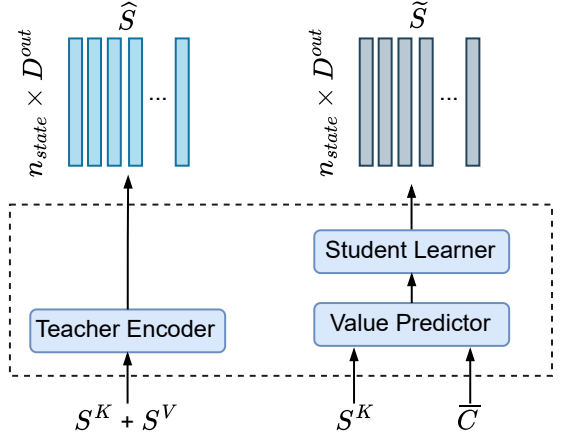 Ŝ
S̃
n_state × D^out
n_state × D^out
...
...
Student Learner
Teacher Encoder
Value Predictor
S^K + S^V
S^K
C̅